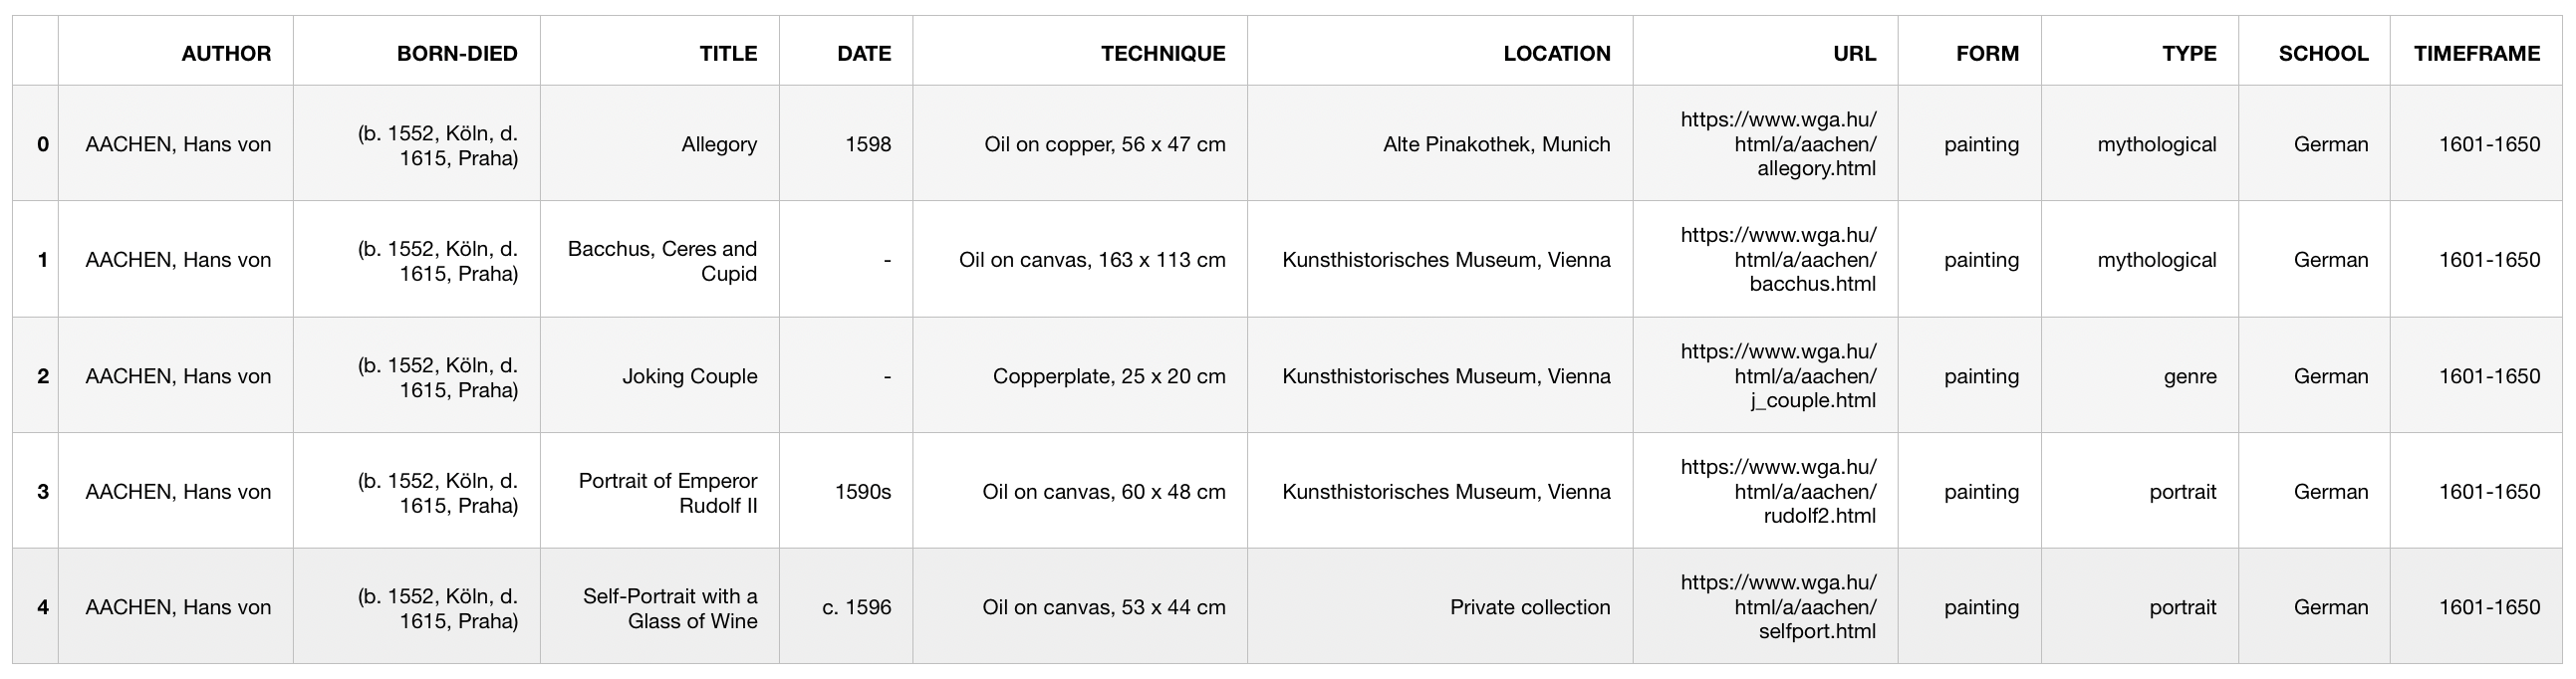 AUTHOR BORN-DIED TITLE DATE TECHNIQUE LOCATION URL FORM TYPE SCHOOL TIMEFRAME
0 AACHEN, Hans von (b. 1552, Köln, d. 1615, Praha) Allegory 1598 Oil on copper, 56 x 47 cm Alte Pinakothek, Munich https://www.wga.hu/html/a/aachen/allegory.html painting mythological German 1601-1650
1 AACHEN, Hans von (b. 1552, Köln, d. 1615, Praha) Bacchus, Ceres and Cupid - Oil on canvas, 163 x 113 cm Kunsthistorisches Museum, Vienna https://www.wga.hu/html/a/aachen/bacchus.html painting mythological German 1601-1650
2 AACHEN, Hans von (b. 1552, Köln, d. 1615, Praha) Joking Couple - Copperplate, 25 x 20 cm Kunsthistorisches Museum, Vienna https://www.wga.hu/html/a/aachen/j_couple.html painting genre German 1601-1650
3 AACHEN, Hans von (b. 1552, Köln, d. 1615, Praha) Portrait of Emperor Rudolf II 1590s Oil on canvas, 60 x 48 cm Kunsthistorisches Museum, Vienna https://www.wga.hu/html/a/aachen/rudolf2.html painting portrait German 1601-1650
4 AACHEN, Hans von (b. 1552, Köln, d. 1615, Praha) Self-Portrait with a Glass of Wine c. 1596 Oil on canvas, 53 x 44 cm Private collection https://www.wga.hu/html/a/aachen/selfport.html painting portrait German 1601-1650